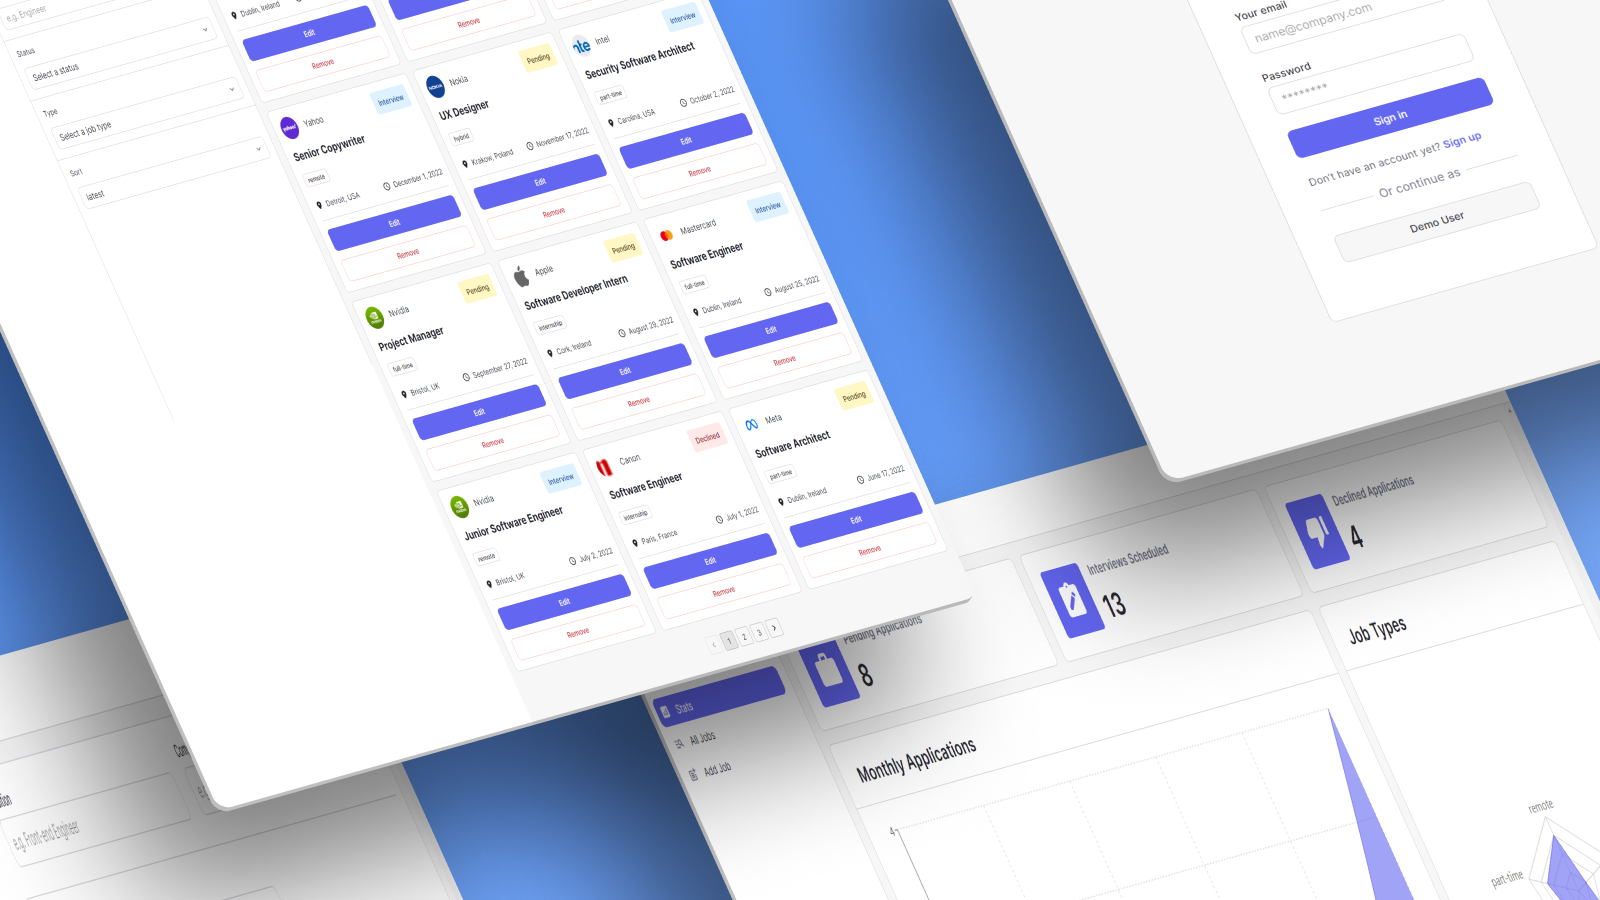 e.g. Engineer
Status
Select a status
Type
Select a job type
Sort
latest
Dublin, Ireland
Edit
Remove
Remove
Yahoo
Interview
Senior Copywriter
remote
Detroit, USA
December 1, 2022
Edit
Remove
NOKIA
Nokia
Pending
UX Designer
hybrid
Krakow, Poland
November 17, 2022
Edit
Remove
Intel
Interview
Security Software Architect
part-time
Carolina, USA
October 2, 2022
Edit
Remove
Nvidia
Pending
Project Manager
full-time
Bristol, UK
September 27, 2022
Edit
Remove
Apple
Pending
Software Developer Intern
internship
Cork, Ireland
August 29, 2022
Edit
Remove
Mastercard
Interview
Software Engineer
full-time
Dublin, Ireland
August 25, 2022
Edit
Remove
Nvidia
Interview
Junior Software Engineer
remote
Bristol, UK
July 2, 2022
Edit
Remove
Canon
Declined
Software Engineer
internship
Paris, France
July 1, 2022
Edit
Remove
Meta
Pending
Software Architect
part-time
Dublin, Ireland
June 17, 2022
Edit
Remove
1 2 3
Your email
name@company.com
Password
********
Sign in
Don't have an account yet? Sign up
Or continue as
Demo User
e.g. Front-end Engineer
Stats
All Jobs
Add Job
Pending Applications
8
Interviews Scheduled
13
Declined Applications
4
Monthly Applications
4
Job Types
remote
part-time